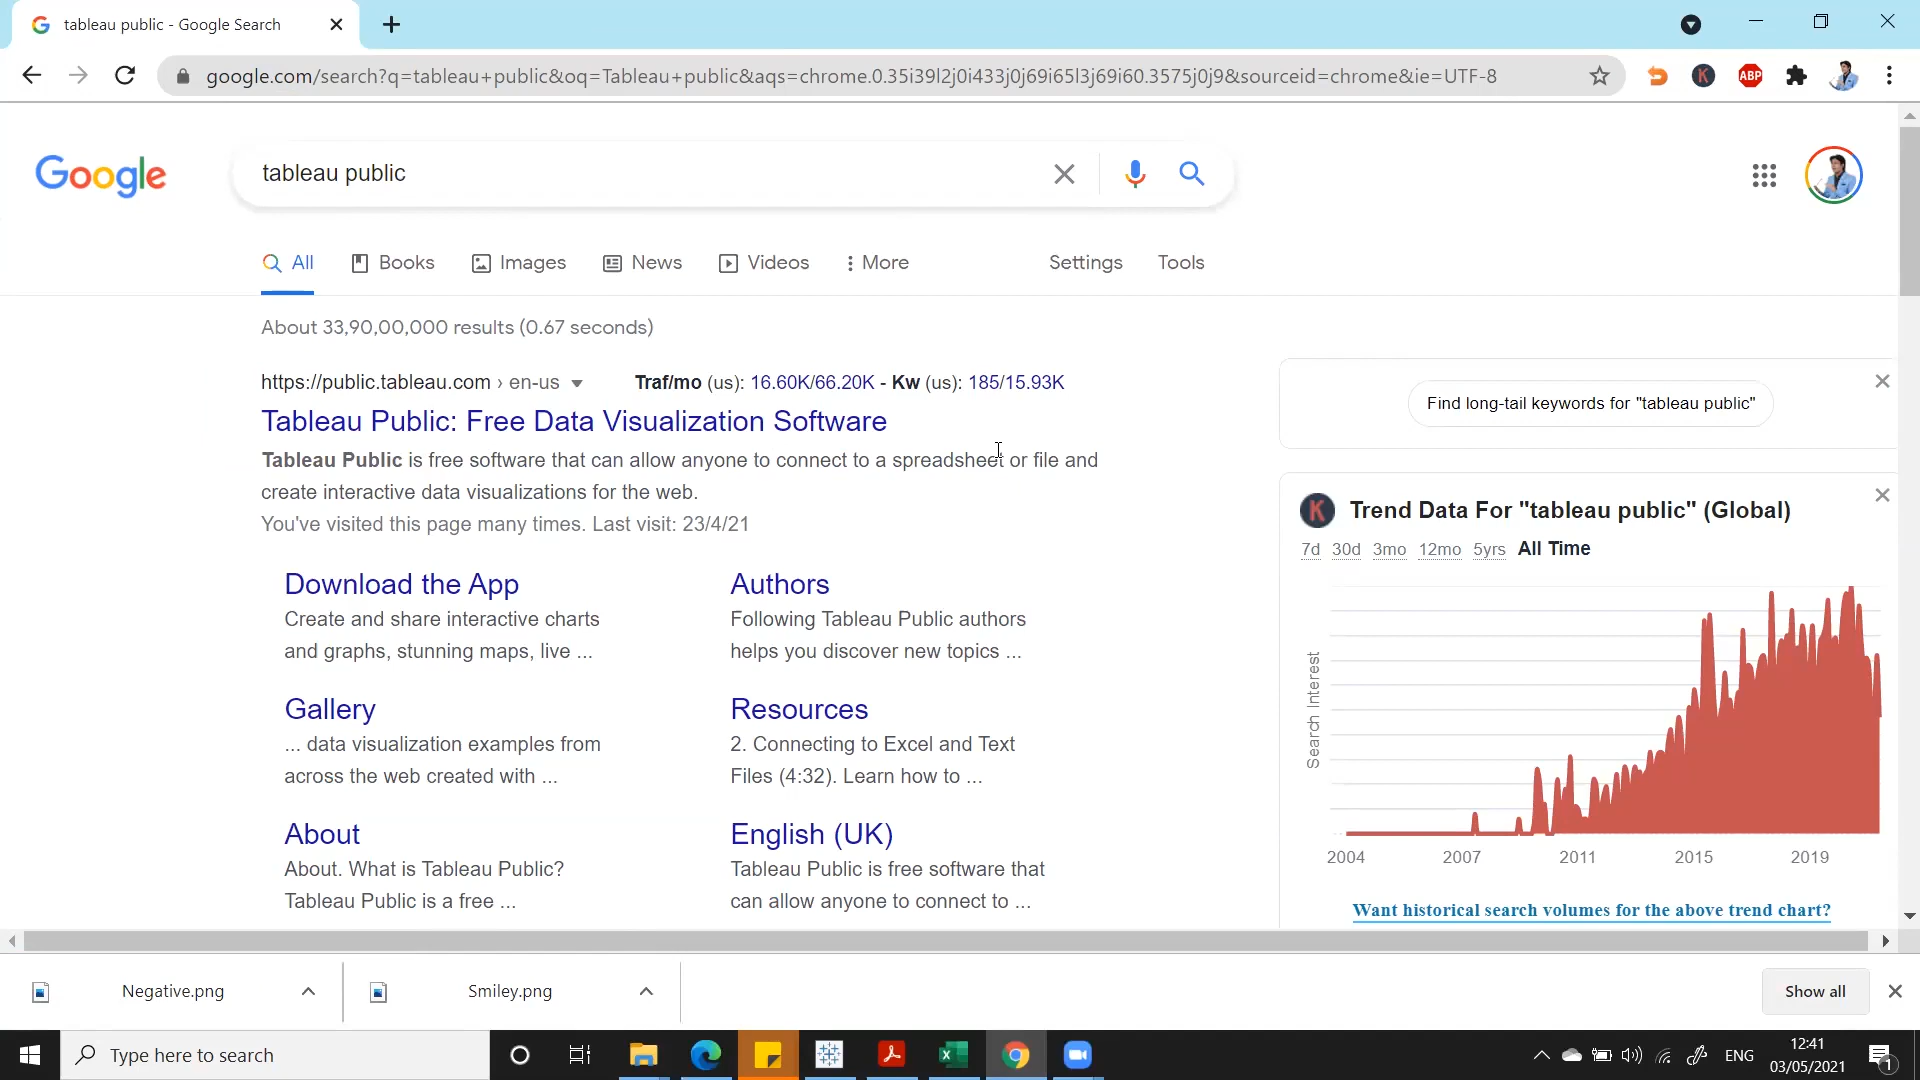 tableau public - Google Search
google.com/search?q=tableau+public&oq=Tableau+public&aqs=chrome.0.35i39l2j0i433j0j69i65l3j69i60.3575j0j9&sourceid=chrome&ie=UTF-8
K
ABP
Google
tableau public
All
Books
Images
News
Videos
More
Settings
Tools
About 33,90,00,000 results (0.67 seconds)
https://public.tableau.com › en-us
Traf/mo (us): 16.60K/66.20K - Kw (us): 185/15.93K
Tableau Public: Free Data Visualization Software
Tableau Public is free software that can allow anyone to connect to a spreadsheet or file and
create interactive data visualizations for the web.
You've visited this page many times. Last visit: 23/4/21
Download the App
Create and share interactive charts
and graphs, stunning maps, live ...
Authors
Following Tableau Public authors
helps you discover new topics ...
Gallery
... data visualization examples from
across the web created with ...
Resources
2. Connecting to Excel and Text
Files (4:32). Learn how to ...
About
About. What is Tableau Public?
Tableau Public is a free ...
English (UK)
Tableau Public is free software that
can allow anyone to connect to ...
Find long-tail keywords for "tableau public"
K
Trend Data For "tableau public" (Global)
7d 30d 3mo 12mo 5yrs All Time
Search Interest
2004 2007 2011 2015 2019
Want historical search volumes for the above trend chart?
Negative.png
Smiley.png
Show all
Type here to search
ENG
12:41
03/05/2021
1